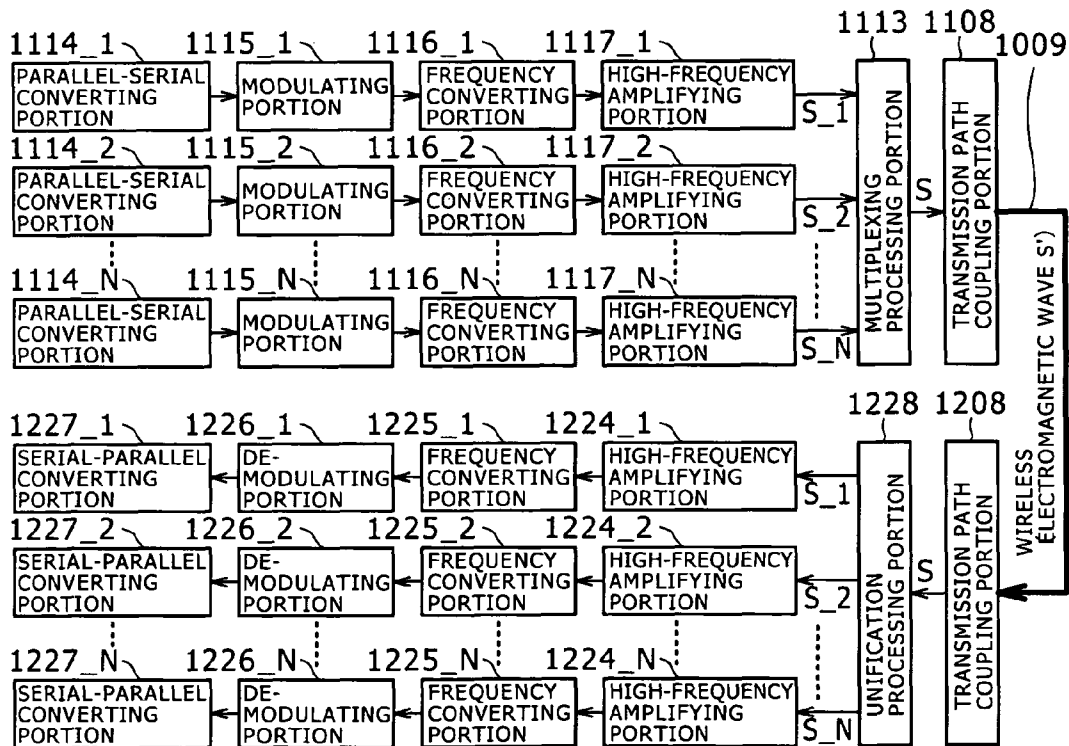 1113 1108
1114_1 1115_1 1116_1 1117_1 1009
PARALLEL-SERIAL
CONVERTING
PORTION
MODULATING
PORTION
FREQUENCY
CONVERTING
PORTION
HIGH-FREQUENCY
AMPLIFYING
PORTION
S_1
1114_2 1115_2 1116_2 1117_2
PARALLEL-SERIAL
CONVERTING
PORTION
MODULATING
PORTION
FREQUENCY
CONVERTING
PORTION
HIGH-FREQUENCY
AMPLIFYING
PORTION
S_2
1114_N 1115_N 1116_N 1117_N
PARALLEL-SERIAL
CONVERTING
PORTION
MODULATING
PORTION
FREQUENCY
CONVERTING
PORTION
HIGH-FREQUENCY
AMPLIFYING
PORTION
S_N
MULTIPLEXING
PROCESSING PORTION
S
TRANSMISSION PATH
COUPLING PORTION
WIRELESS
(ELECTROMAGNETIC WAVE S')
1228 1208
1227_1 1226_1 1225_1 1224_1
SERIAL-PARALLEL
CONVERTING
PORTION
DE-
MODULATING
PORTION
FREQUENCY
CONVERTING
PORTION
HIGH-FREQUENCY
AMPLIFYING
PORTION
S_1
1227_2 1226_2 1225_2 1224_2
SERIAL-PARALLEL
CONVERTING
PORTION
DE-
MODULATING
PORTION
FREQUENCY
CONVERTING
PORTION
HIGH-FREQUENCY
AMPLIFYING
PORTION
S_2
1227_N 1226_N 1225_N 1224_N
SERIAL-PARALLEL
CONVERTING
PORTION
DE-
MODULATING
PORTION
FREQUENCY
CONVERTING
PORTION
HIGH-FREQUENCY
AMPLIFYING
PORTION
S_N
UNIFICATION
PROCESSING PORTION
S
TRANSMISSION PATH
COUPLING PORTION